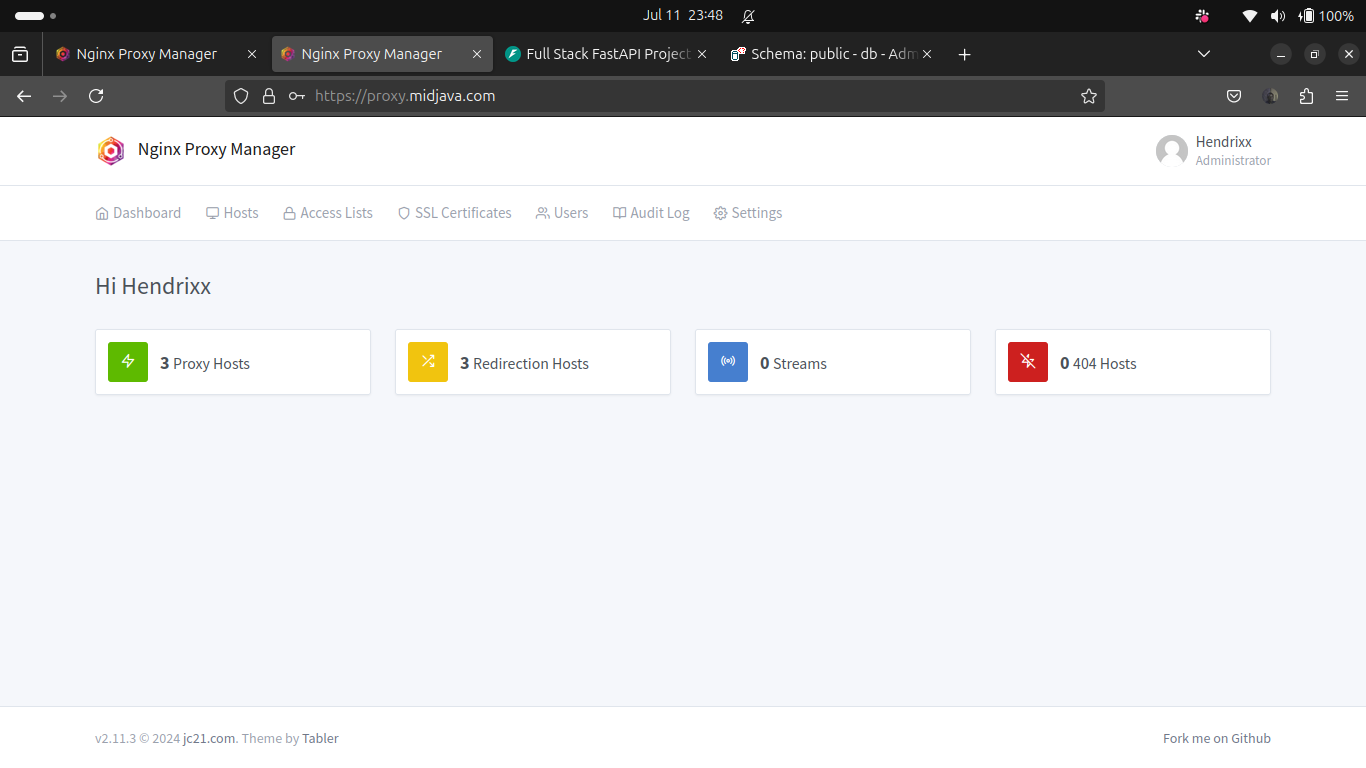 Jul 11 23:48
100%
Nginx Proxy Manager
Nginx Proxy Manager
Full Stack FastAPI Project
Schema: public - db - Adm
https://proxy.midjava.com
Nginx Proxy Manager
Hendrixx
Administrator
Dashboard Hosts Access Lists SSL Certificates Users Audit Log Settings
Hi Hendrixx
3 Proxy Hosts
3 Redirection Hosts
0 Streams
0 404 Hosts
v2.11.3 © 2024 jc21.com. Theme by Tabler
Fork me on Github